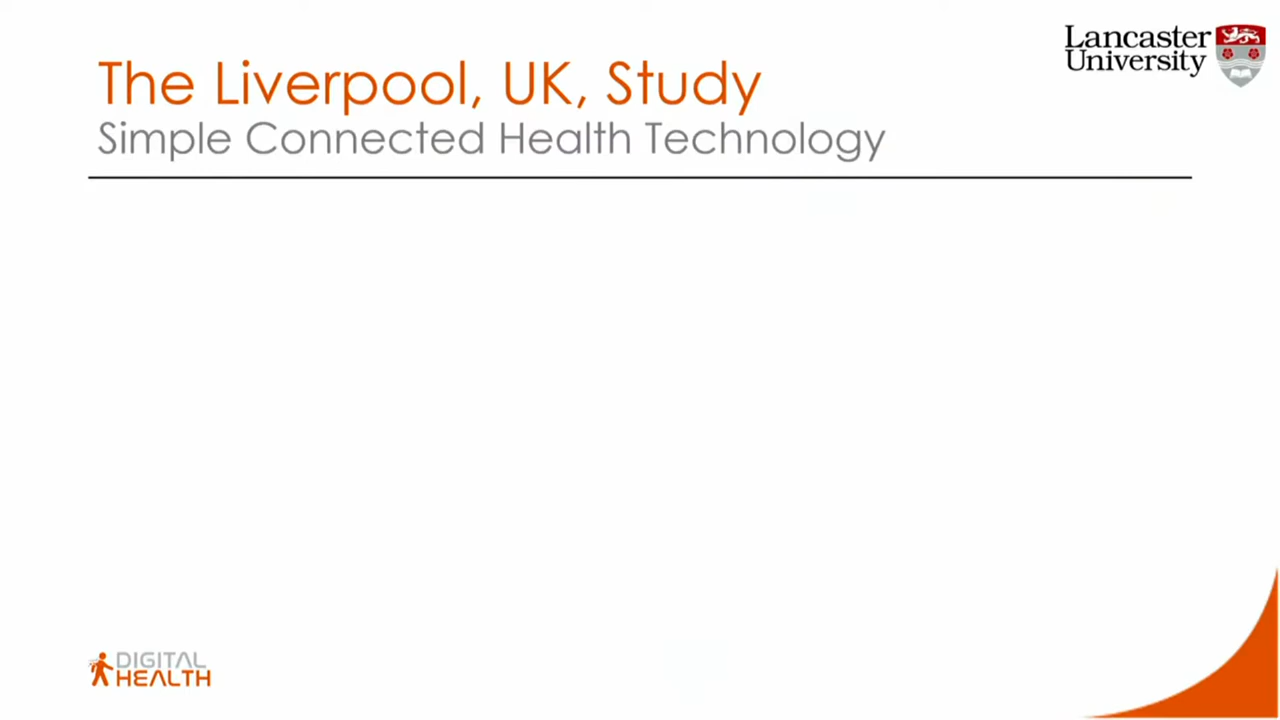 Lancaster
University
The Liverpool, UK, Study
Simple Connected Health Technology
DIGITAL
HEALTH